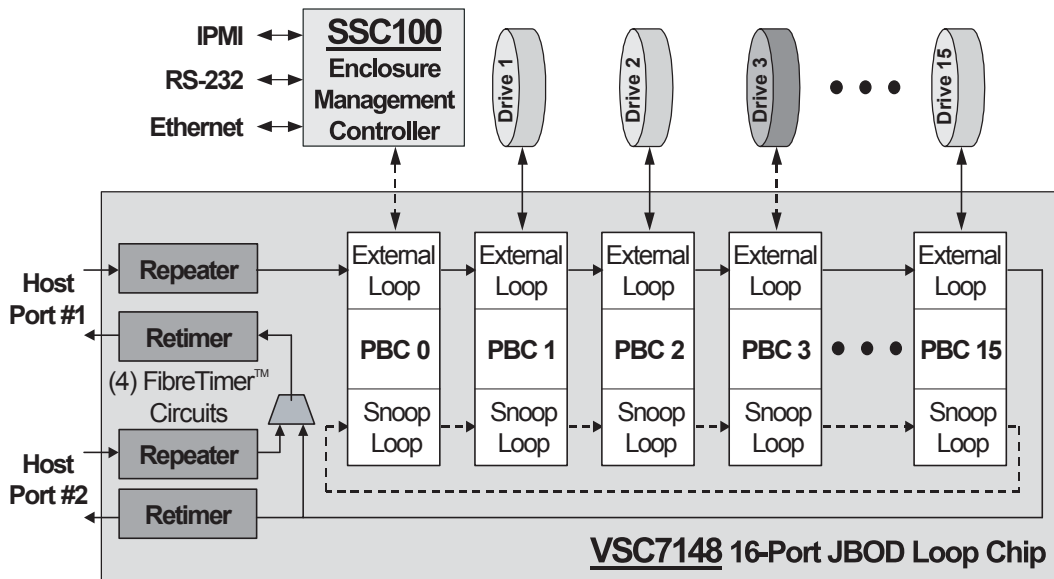 IPMI
RS-232
Ethernet
SSC100
Enclosure
Management
Controller
Drive 1
Drive 2
Drive 3
Drive 15
Host
Port #1
Repeater
Retimer
(4) FibreTimer™
Circuits
Host
Port #2
Repeater
Retimer
External
Loop
PBC 0
Snoop
Loop
External
Loop
PBC 1
Snoop
Loop
External
Loop
PBC 2
Snoop
Loop
External
Loop
PBC 3
Snoop
Loop
External
Loop
PBC 15
Snoop
Loop
VSC7148 16-Port JBOD Loop Chip